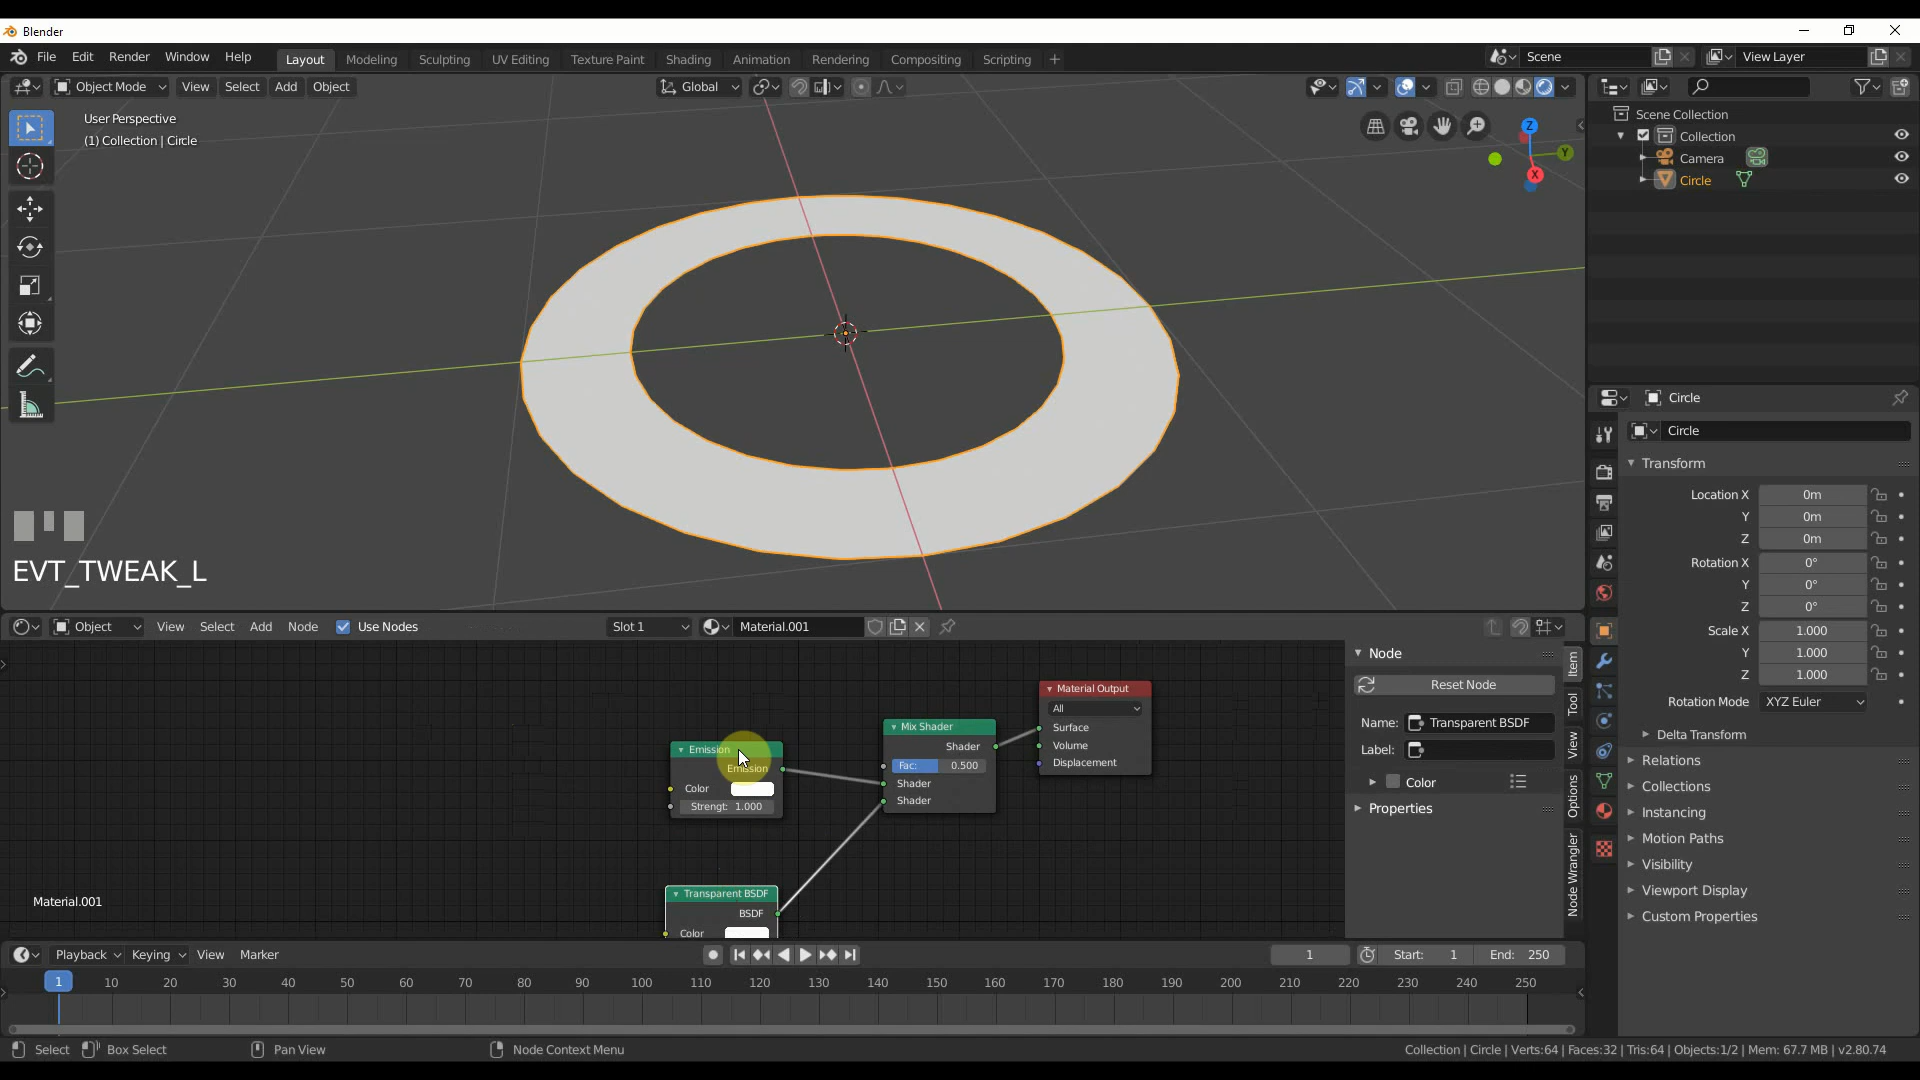 Blender
File Edit Render Window Help Layout Modeling Sculpting UV Editing Texture Paint Shading Animation Rendering Compositing Scripting + Scene View Layer
Object Mode View Select Add Object Global
User Perspective
(1) Collection | Circle
Z
Y
X
EVT_TWEAK_L
Scene Collection
Collection
Camera
Circle
Circle
Circle
Transform
Location X 0m
Y 0m
Z 0m
Rotation X 0°
Y 0°
Z 0°
Scale X 1.000
Y 1.000
Z 1.000
Rotation Mode XYZ Euler
Delta Transform
Relations
Collections
Instancing
Motion Paths
Visibility
Viewport Display
Custom Properties
Object View Select Add Node Use Nodes Slot 1 Material.001
Emission
Emission
Color
Strengt: 1.000
Transparent BSDF
BSDF
Color
Mix Shader
Shader
Fac: 0.500
Shader
Shader
Material Output
All
Surface
Volume
Displacement
Material.001
Node
Reset Node
Name: Transparent BSDF
Label:
Color
Properties
Item
Tool
View
Options
Node Wrangler
Playback Keying View Marker 1 Start: 1 End: 250
1 10 20 30 40 50 60 70 80 90 100 110 120 130 140 150 160 170 180 190 200 210 220 230 240 250
Select Box Select Pan View Node Context Menu Collection | Circle | Verts:64 | Faces:32 | Tris:64 | Objects:1/2 | Mem: 67.7 MB | v2.80.74